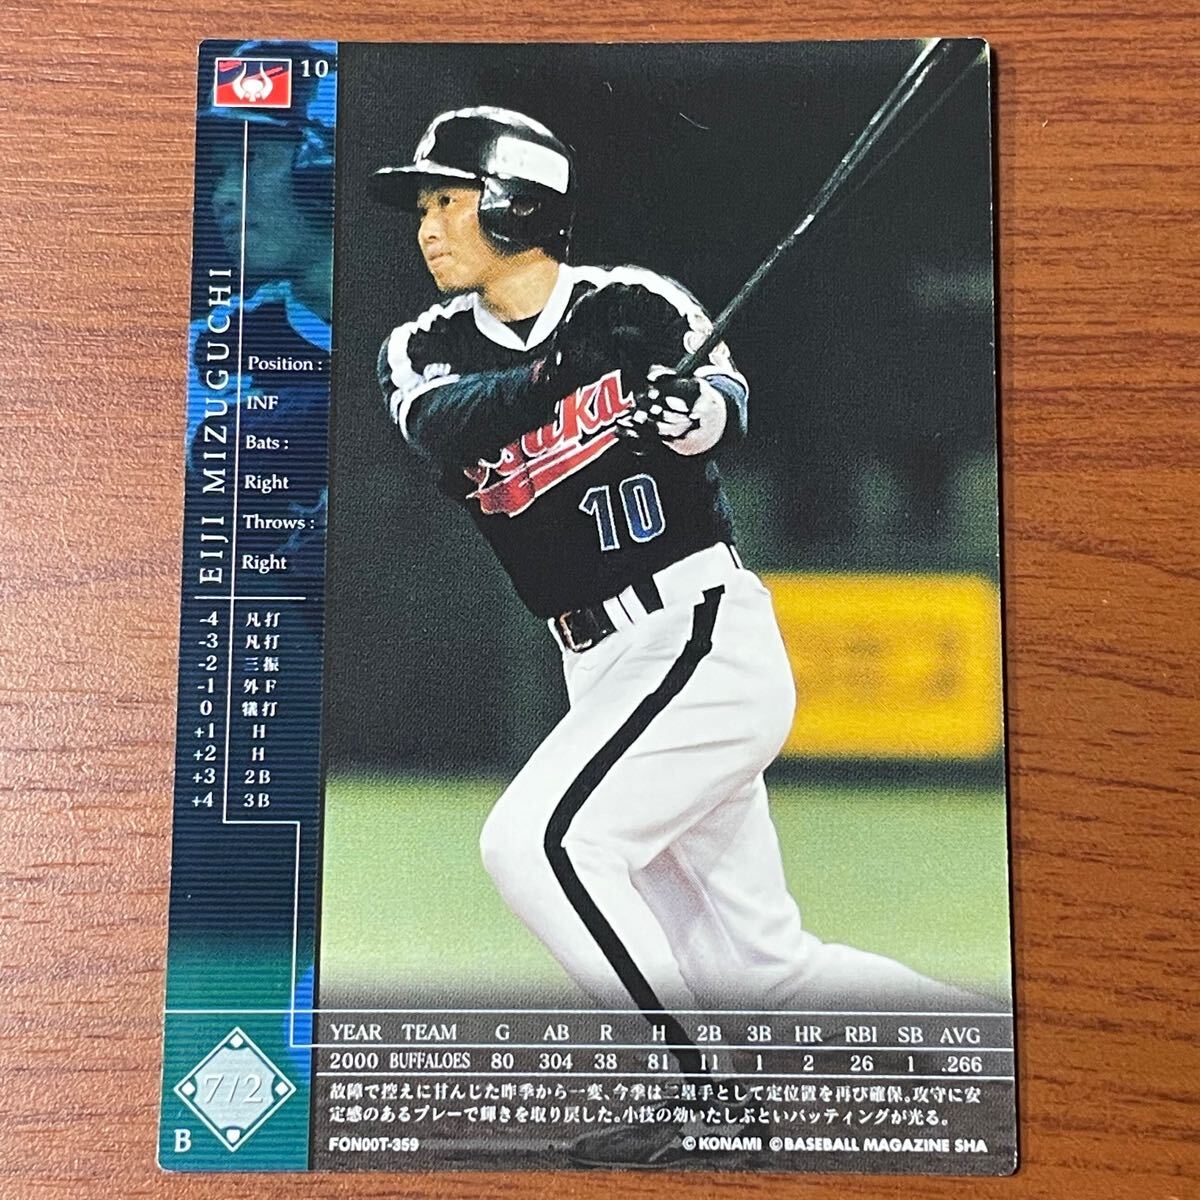 10
EIJI MIZUGUCHI
Position :
INF
Bats :
Right
Throws :
Right
-4 凡打
-3 凡打
-2 三振
-1 外F
0 犠打
+1 H
+2 H
+3 2B
+4 3B
Osaka
10
7/2
B
YEAR TEAM G AB R H 2B 3B HR RBI SB AVG
2000 BUFFALOES 80 304 38 81 11 1 2 26 1 .266
故障で控えに甘んじた昨季から一変、今季は二塁手として定位置を再び確保。攻守に安
定感のあるプレーで輝きを取り戻した。小技の効いたしぶといバッティングが光る。
FON00T-359
©KONAMI ©BASEBALL MAGAZINE SHA